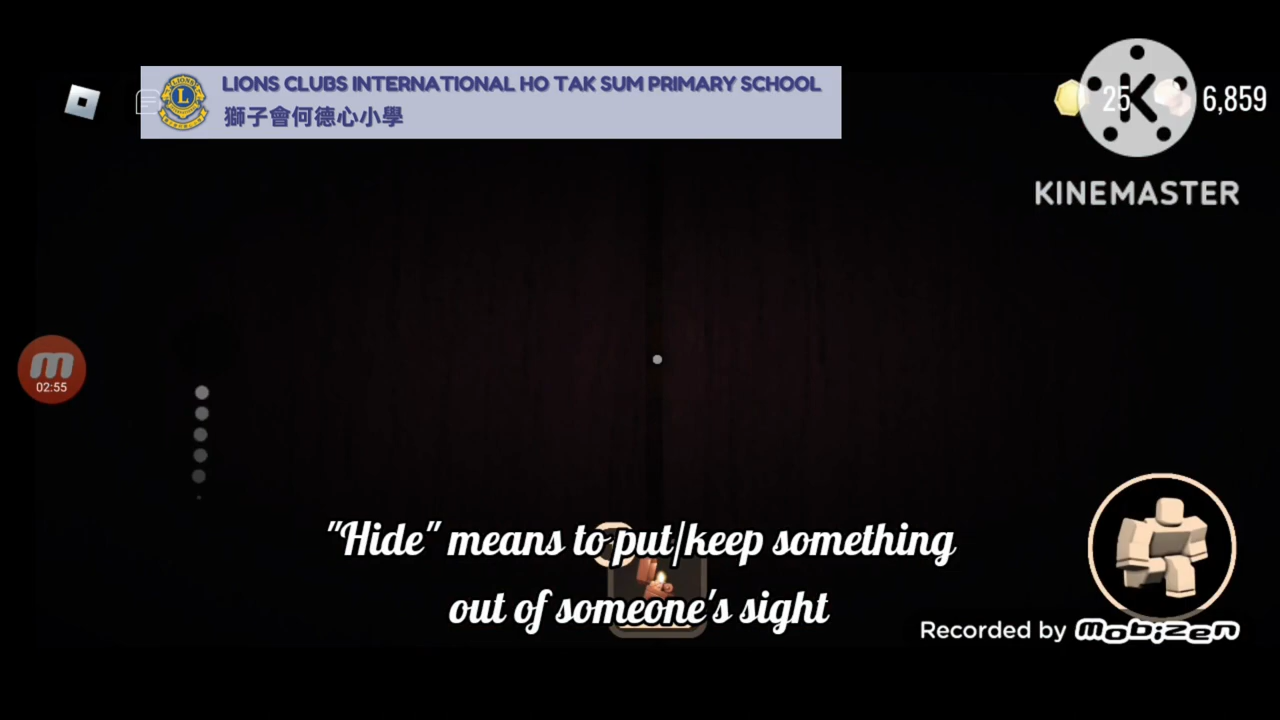 LIONS CLUBS INTERNATIONAL HO TAK SUM PRIMARY SCHOOL
獅子會何德心小學
25
6,859
KINEMASTER
02:55
"Hide" means to put/keep something
out of someone's sight
Recorded by mobizen